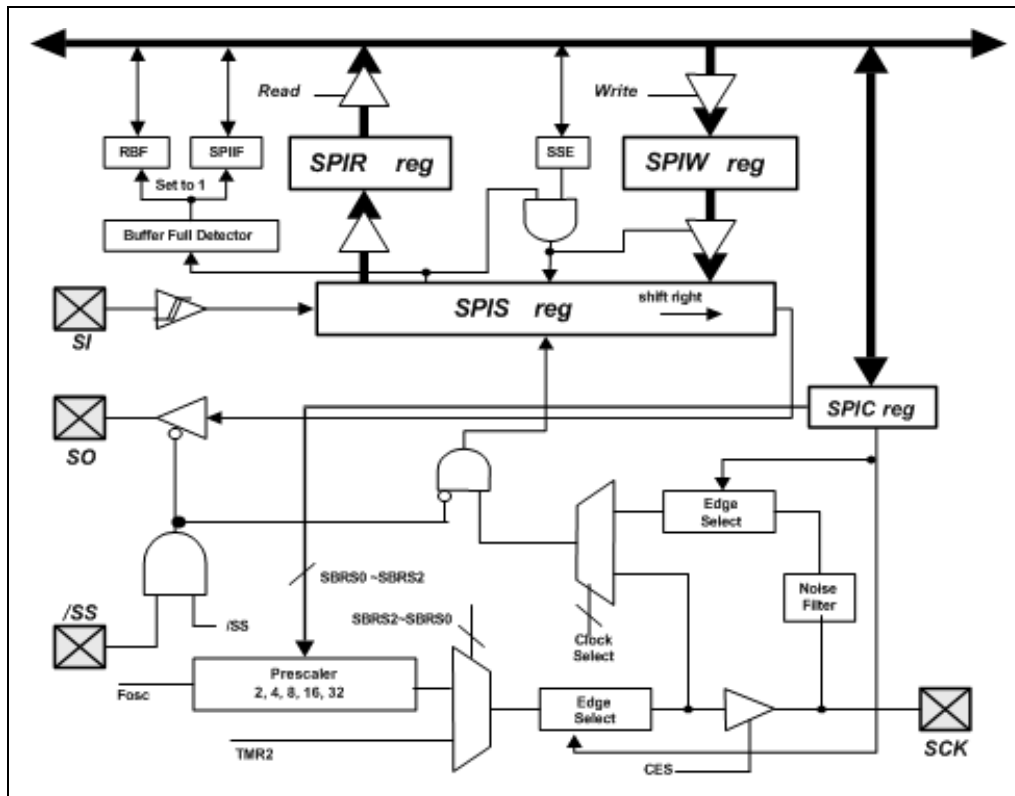 Read
Write
RBF
SPIIF
SPIR reg
SSE
SPIW reg
Set to 1
Buffer Full Detector
SPIS reg
shift right
SI
SPIC reg
SO
Edge
Select
SBRS0 ~SBRS2
Noise
Filter
/SS
/SS
SBRS2~SBRS0
Clock
Select
Prescaler
2, 4, 8, 16, 32
Fosc
Edge
Select
TMR2
CES
SCK